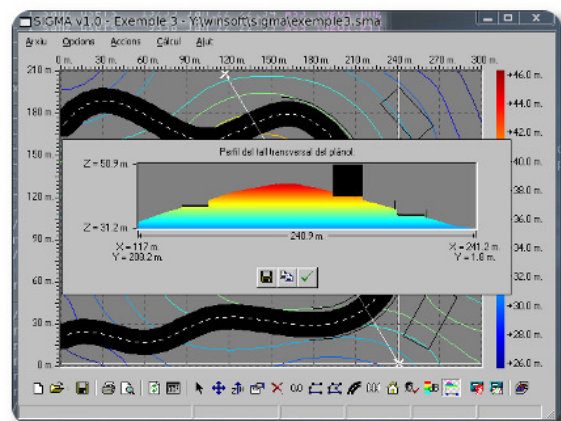 SIGMA v1.0 - Exemple 3 - Y:\winsoft\sigma\exemple3.sma
Arxiu Opcions Accions Càlcul Ajut
0 m. 30 m. 60 m. 90 m. 120 m. 150 m. 180 m. 210 m. 240 m. 270 m. 300 m.
210 m.
180 m.
150 m.
120 m.
90 m.
60 m.
30 m.
0 m.
+46.0 m.
+44.0 m.
+42.0 m.
+40.0 m.
38.0 m.
36.0 m.
34.0 m.
32.0 m.
+30.0 m.
+28.0 m.
+26.0 m.
Perfil del tall transversal del plànol.
Z = 50.9 m
Z = 31.2 m
240.9 m.
X = 117 m
Y = 208.2 m.
X = 241.2 m
Y = 1.8 m.